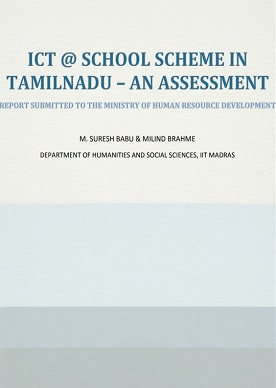 ICT @ SCHOOL SCHEME IN
TAMILNADU – AN ASSESSMENT
REPORT SUBMITTED TO THE MINISTRY OF HUMAN RESOURCE DEVELOPMENT
M. SURESH BABU & MILIND BRAHME
DEPARTMENT OF HUMANITIES AND SOCIAL SCIENCES, IIT MADRAS